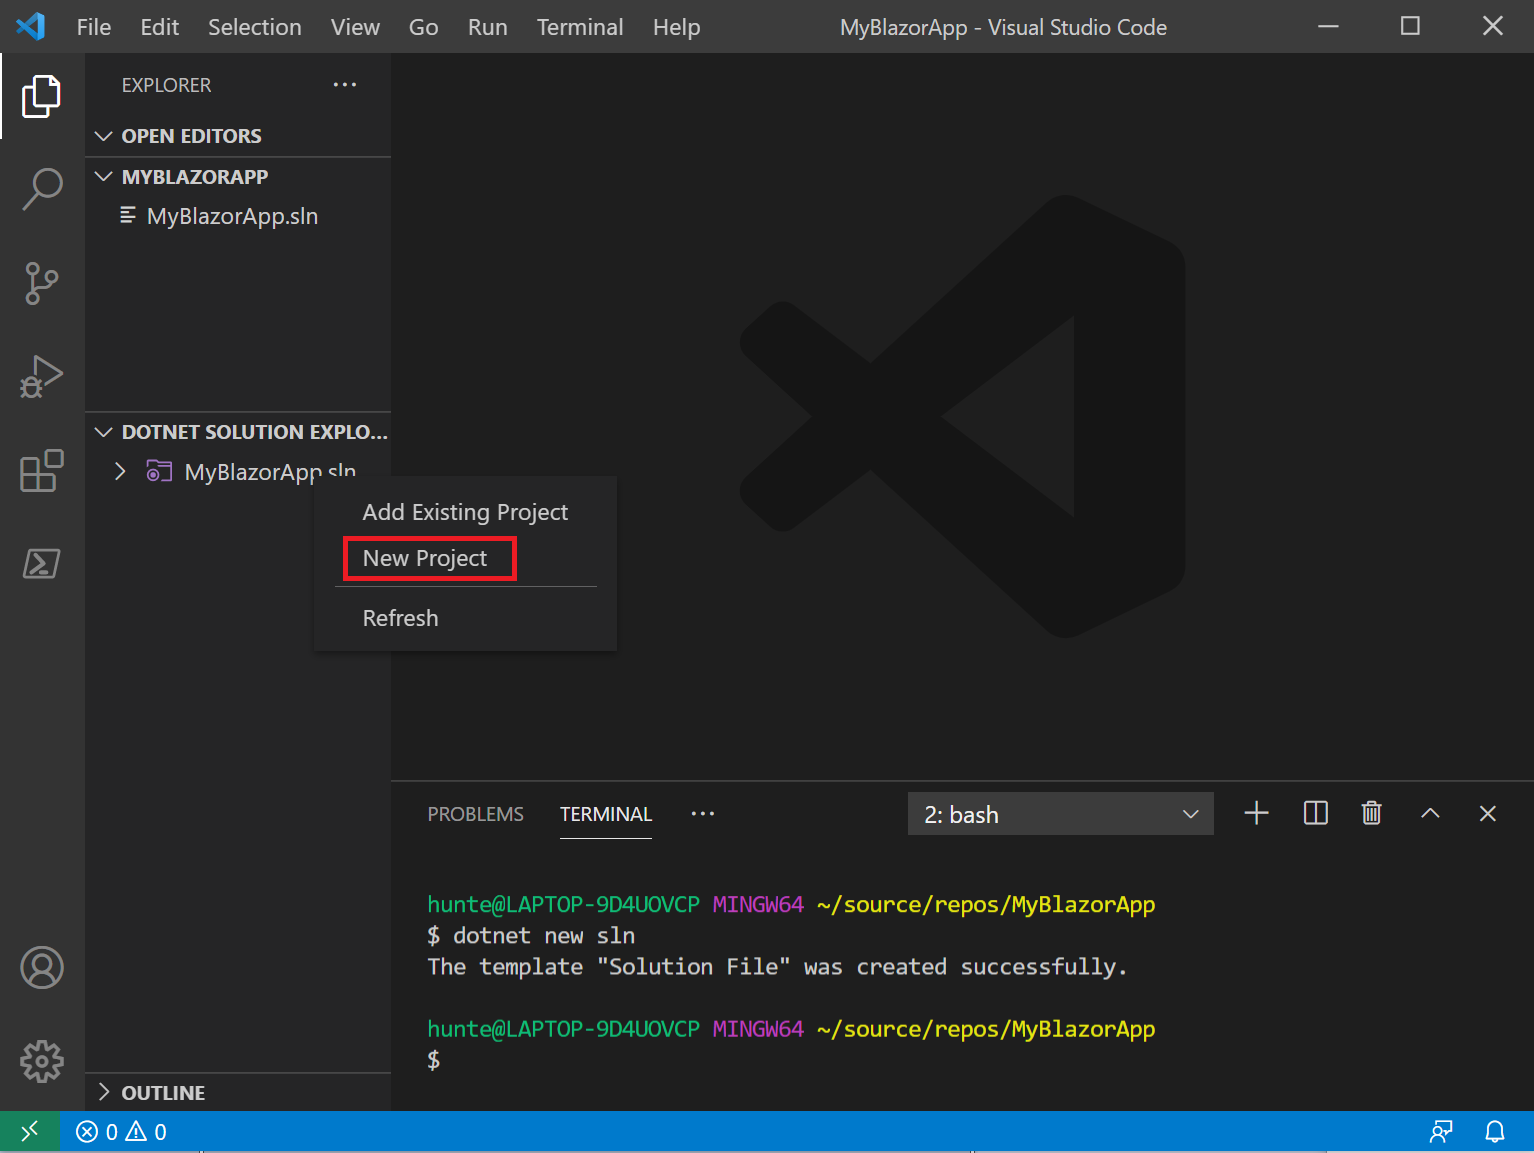 File Edit Selection View Go Run Terminal Help MyBlazorApp - Visual Studio Code
EXPLORER ···
OPEN EDITORS
MYBLAZORAPP
MyBlazorApp.sln
DOTNET SOLUTION EXPLO...
MyBlazorApp.sln
Add Existing Project
New Project
Refresh
OUTLINE
PROBLEMS TERMINAL ··· 2: bash
hunte@LAPTOP-9D4UOVCP MINGW64 ~/source/repos/MyBlazorApp
$ dotnet new sln
The template "Solution File" was created successfully.
hunte@LAPTOP-9D4UOVCP MINGW64 ~/source/repos/MyBlazorApp
$
0 0